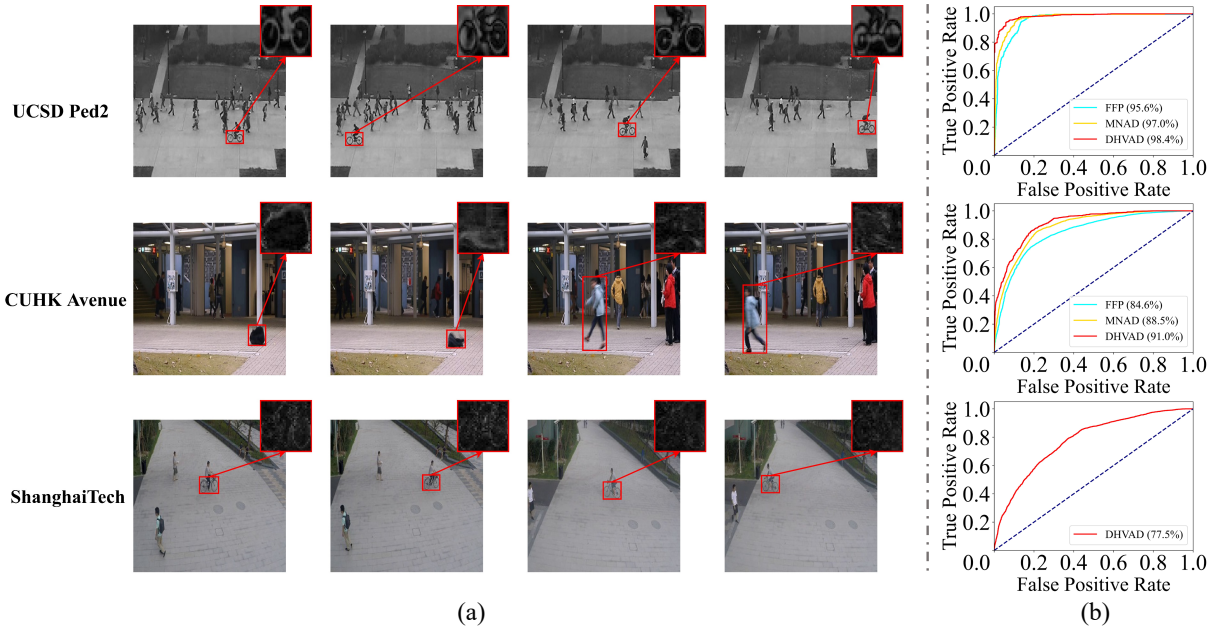 UCSD Ped2
CUHK Avenue
ShanghaiTech
(a)
True Positive Rate
1.0
0.8
0.6
0.4
0.2
0.0
0.2
0.4
0.6
0.8
1.0
False Positive Rate
FFP (95.6%)
MNAD (97.0%)
DHVAD (98.4%)
True Positive Rate
1.0
0.8
0.6
0.4
0.2
0.0
0.2
0.4
0.6
0.8
1.0
False Positive Rate
FFP (84.6%)
MNAD (88.5%)
DHVAD (91.0%)
True Positive Rate
1.0
0.8
0.6
0.4
0.2
0.0
0.2
0.4
0.6
0.8
1.0
False Positive Rate
DHVAD (77.5%)
(b)